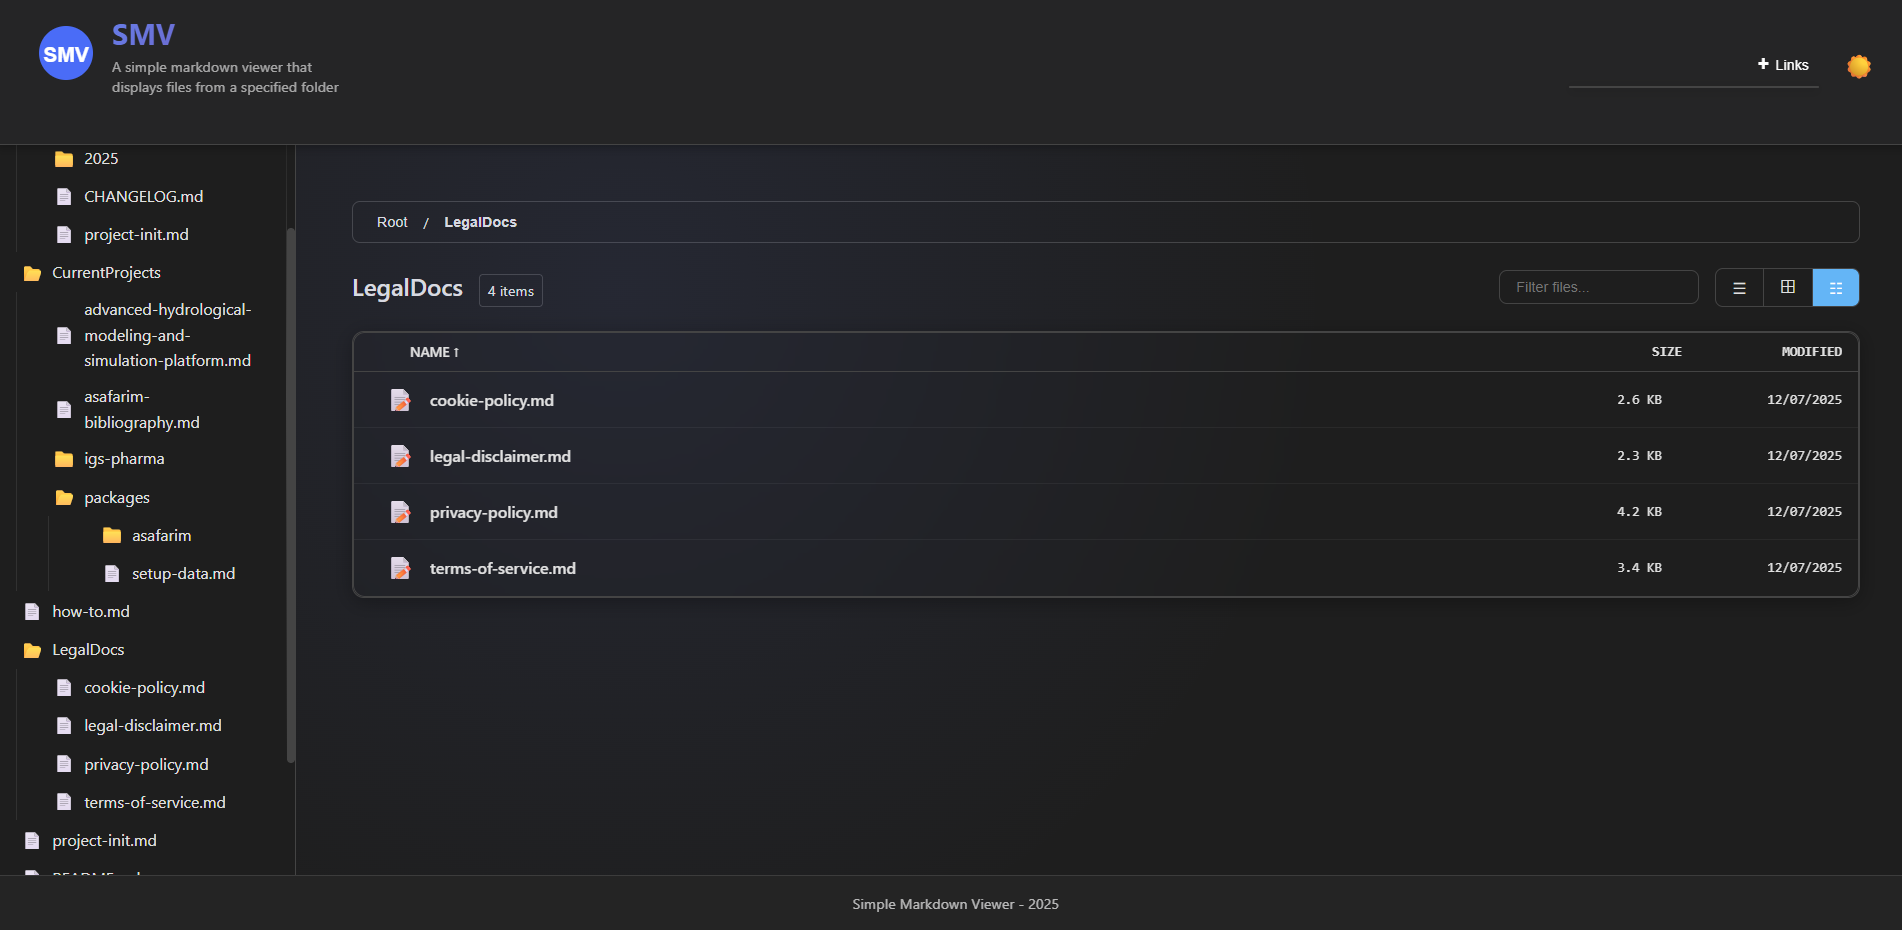 SMV
SMV
A simple markdown viewer that
displays files from a specified folder
+ Links
2025
CHANGELOG.md
project-init.md
CurrentProjects
advanced-hydrological-
modeling-and-
simulation-platform.md
asafarim-
bibliography.md
igs-pharma
packages
asafarim
setup-data.md
how-to.md
LegalDocs
cookie-policy.md
legal-disclaimer.md
privacy-policy.md
terms-of-service.md
project-init.md
Root / LegalDocs
LegalDocs 4 items
Filter files...
NAME ↑ SIZE MODIFIED
cookie-policy.md 2.6 KB 12/07/2025
legal-disclaimer.md 2.3 KB 12/07/2025
privacy-policy.md 4.2 KB 12/07/2025
terms-of-service.md 3.4 KB 12/07/2025
Simple Markdown Viewer - 2025